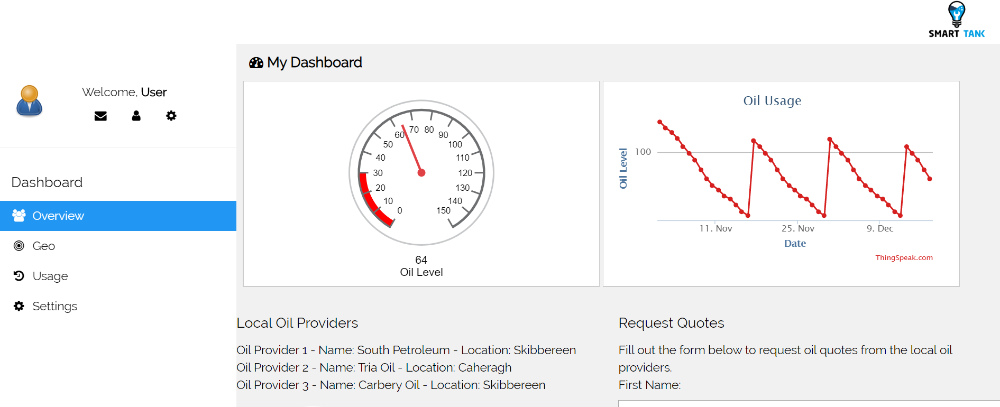 SMART TANK
My Dashboard
Welcome, User
Dashboard
Overview
Geo
Usage
Settings
0
10
20
30
40
50
60
70
80
90
100
110
120
130
140
150
64
Oil Level
Oil Usage
Oil Level
100
11. Nov
25. Nov
9. Dec
Date
ThingSpeak.com
Local Oil Providers
Oil Provider 1 - Name: South Petroleum - Location: Skibbereen
Oil Provider 2 - Name: Tria Oil - Location: Caheragh
Oil Provider 3 - Name: Carbery Oil - Location: Skibbereen
Request Quotes
Fill out the form below to request oil quotes from the local oil
providers.
First Name: